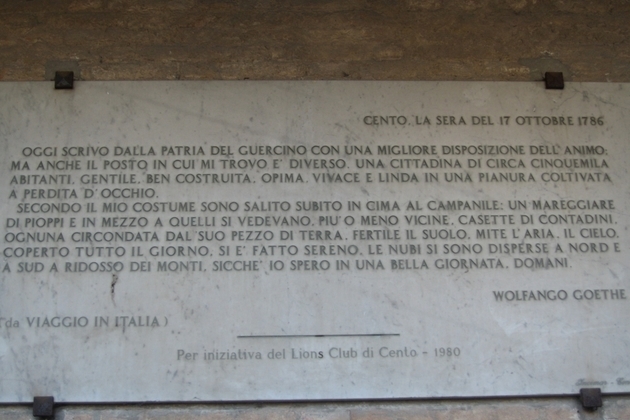 CENTO, LA SERA DEL 17 OTTOBRE 1786
OGGI SCRIVO DALLA PATRIA DEL GUERCINO CON UNA MIGLIORE DISPOSIZIONE DELL'ANIMO;
MA ANCHE IL POSTO IN CUI MI TROVO E' DIVERSO. UNA CITTADINA DI CIRCA CINQUEMILA
ABITANTI, GENTILE, BEN COSTRUITA, OPIMA, VIVACE E LINDA IN UNA PIANURA COLTIVATA
A PERDITA D'OCCHIO.
SECONDO IL MIO COSTUME SONO SALITO SUBITO IN CIMA AL CAMPANILE: UN MAREGGIARE
DI PIOPPI E IN MEZZO A QUELLI SI VEDEVANO, PIU' O MENO VICINE, CASETTE DI CONTADINI,
OGNUNA CIRCONDATA DAL SUO PEZZO DI TERRA, FERTILE IL SUOLO, MITE L'ARIA. IL CIELO,
COPERTO TUTTO IL GIORNO, SI E' FATTO SERENO, LE NUBI SI SONO DISPERSE A NORD E
A SUD A RIDOSSO DEI MONTI, SICCHE' IO SPERO IN UNA BELLA GIORNATA, DOMANI.
WOLFANGO GOETHE
(da VIAGGIO IN ITALIA)
Per iniziativa del Lions Club di Cento - 1980